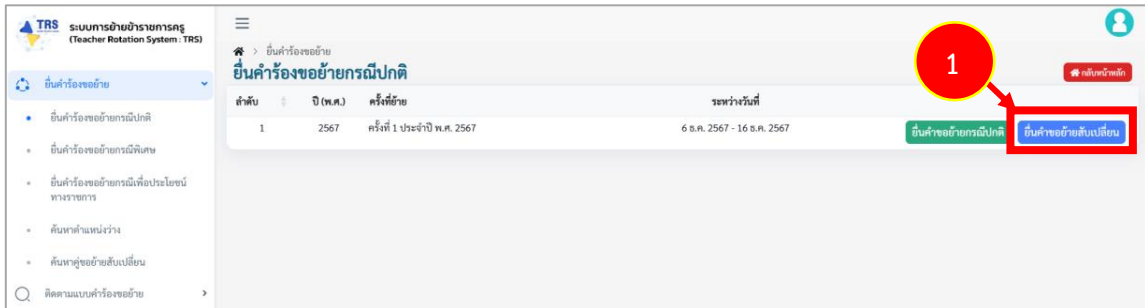 TRS ระบบการย้ายข้าราชการครู
(Teacher Rotation System : TRS)
ยื่นคำร้องขอย้าย
ยื่นคำร้องขอย้ายกรณีปกติ
ยื่นคำร้องขอย้ายกรณีพิเศษ
ยื่นคำร้องขอย้ายกรณีเพื่อประโยชน์
ทางราชการ
ค้นหาตำแหน่งว่าง
ค้นหาคู่ขอย้ายสับเปลี่ยน
ติดตามแบบคำร้องขอย้าย
> ยื่นคำร้องขอย้าย
ยื่นคำร้องขอย้ายกรณีปกติ
กลับหน้าหลัก
ลำดับ ปี (พ.ศ.) ครั้งที่ย้าย ระหว่างวันที่
1 2567 ครั้งที่ 1 ประจำปี พ.ศ. 2567 6 ธ.ค. 2567 - 16 ธ.ค. 2567 ยื่นคำขอย้ายกรณีปกติ ยื่นคำขอย้ายสับเปลี่ยน
1